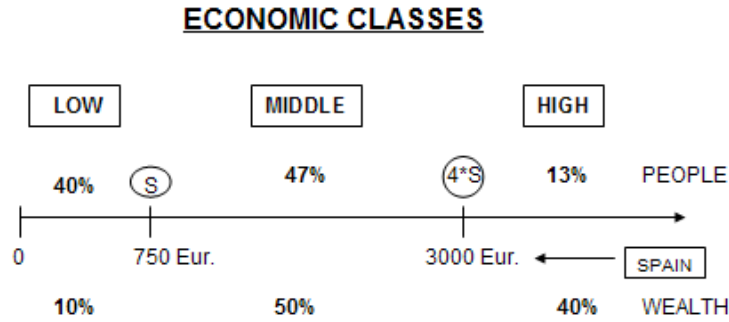 ECONOMIC CLASSES
LOW MIDDLE HIGH
40% S 47% 4*S 13% PEOPLE
0 750 Eur. 3000 Eur. SPAIN
10% 50% 40% WEALTH